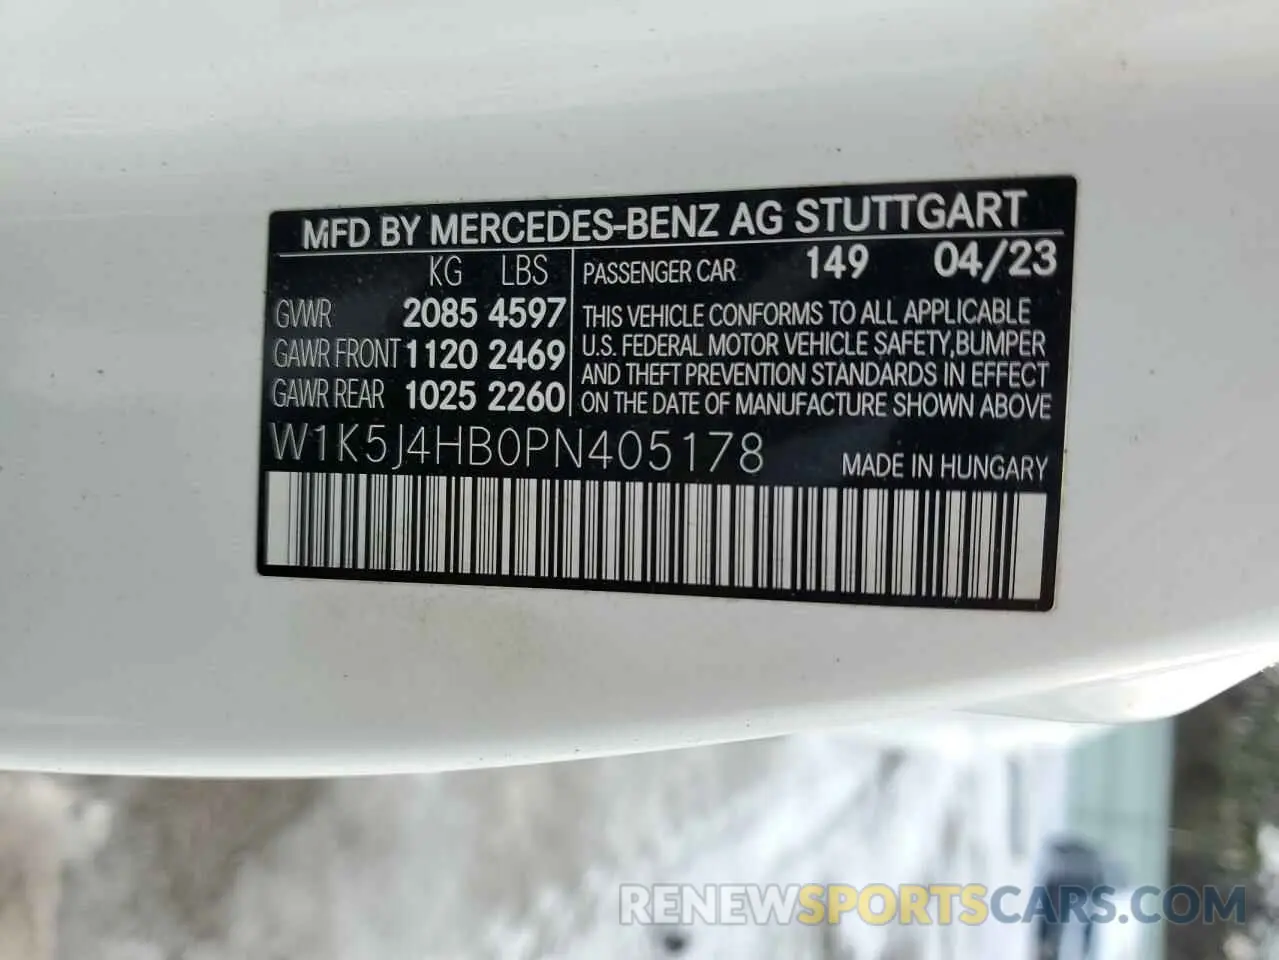 MFD BY MERCEDES-BENZ AG STUTTGART
KG LBS
GVWR 2085 4597
GAWR FRONT 1120 2469
GAWR REAR 1025 2260
PASSENGER CAR 149 04/23
THIS VEHICLE CONFORMS TO ALL APPLICABLE
U.S. FEDERAL MOTOR VEHICLE SAFETY,BUMPER
AND THEFT PREVENTION STANDARDS IN EFFECT
ON THE DATE OF MANUFACTURE SHOWN ABOVE
W1K5J4HB0PN405178
MADE IN HUNGARY
RENEWSPORTSCARS.COM